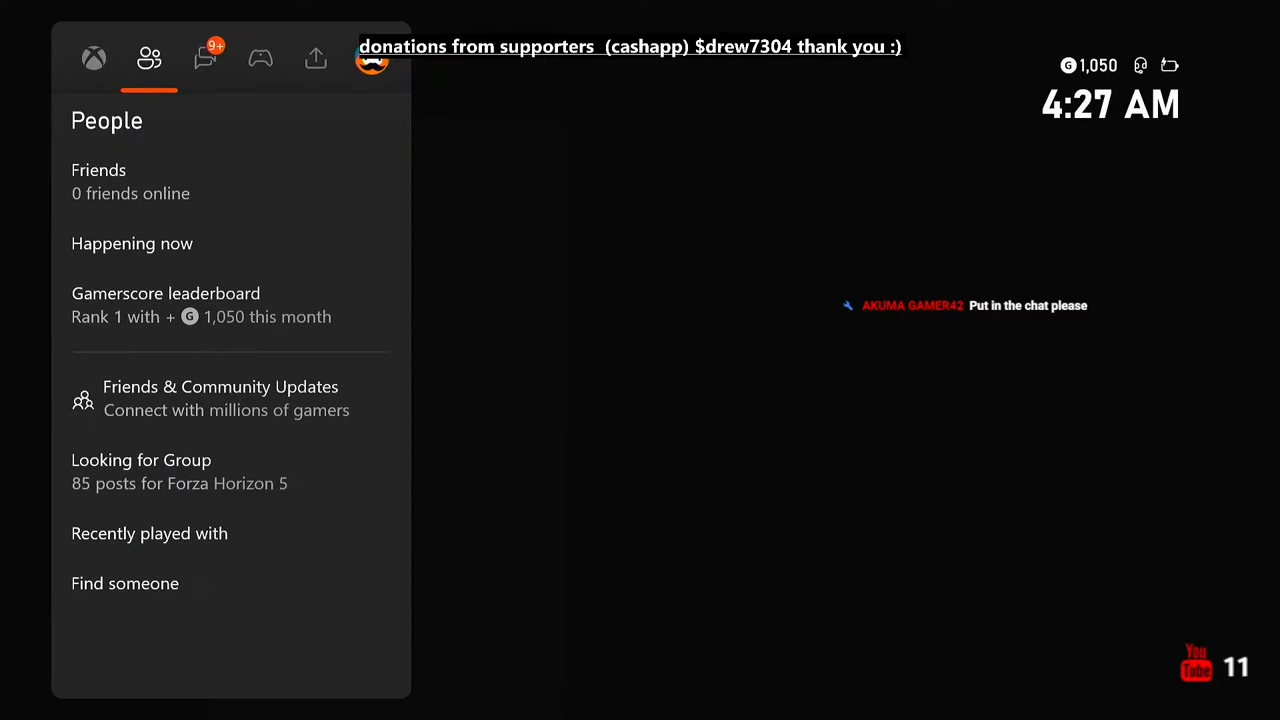 donations from supporters (cashapp) $drew7304 thank you :)
9+
G 1,050
4:27 AM
People
Friends
0 friends online
Happening now
Gamerscore leaderboard
Rank 1 with + G 1,050 this month
AKUMA GAMER42 Put in the chat please
Friends & Community Updates
Connect with millions of gamers
Looking for Group
85 posts for Forza Horizon 5
Recently played with
Find someone
You
Tube 11